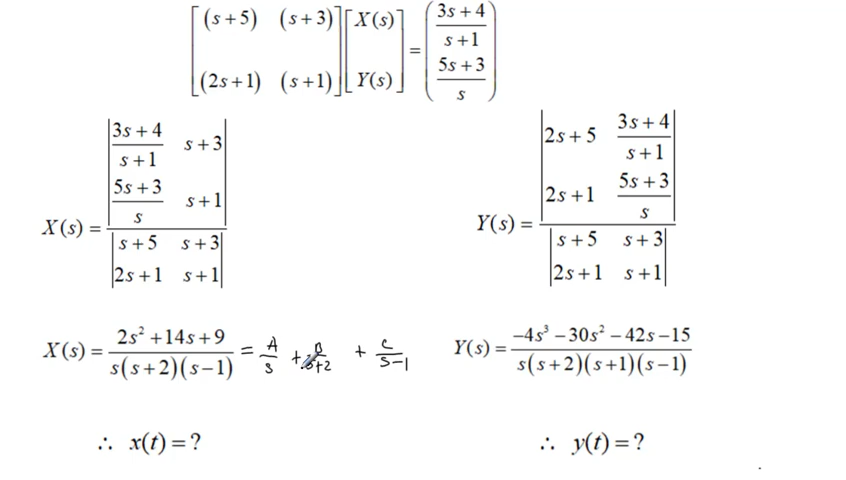 [(s+5) (s+3); (2s+1) (s+1)] [X(s); Y(s)] = ((3s+4)/(s+1); (5s+3)/s)
X(s) = |(3s+4)/(s+1) s+3; (5s+3)/s s+1| / |s+5 s+3; 2s+1 s+1|
Y(s) = |2s+5 (3s+4)/(s+1); 2s+1 (5s+3)/s| / |s+5 s+3; 2s+1 s+1|
X(s) = (2s²+14s+9)/(s(s+2)(s−1)) = A/s + B/(s+2) + C/(s−1)
Y(s) = (−4s³−30s²−42s−15)/(s(s+2)(s+1)(s−1))
∴ x(t) = ?
∴ y(t) = ?